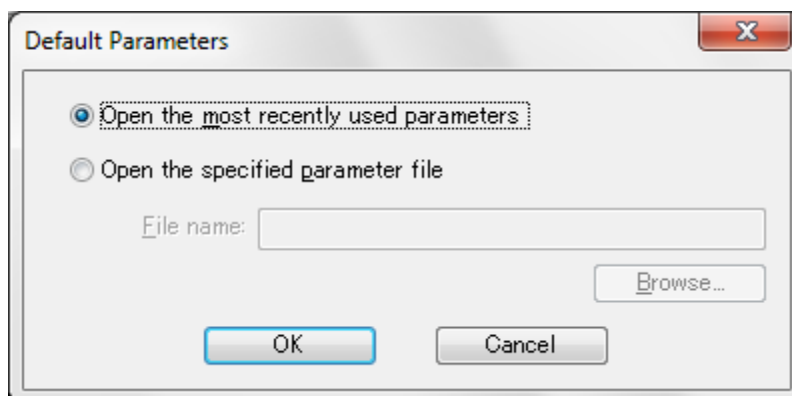 Default Parameters
Open the most recently used parameters
Open the specified parameter file
File name:
Browse...
OK Cancel